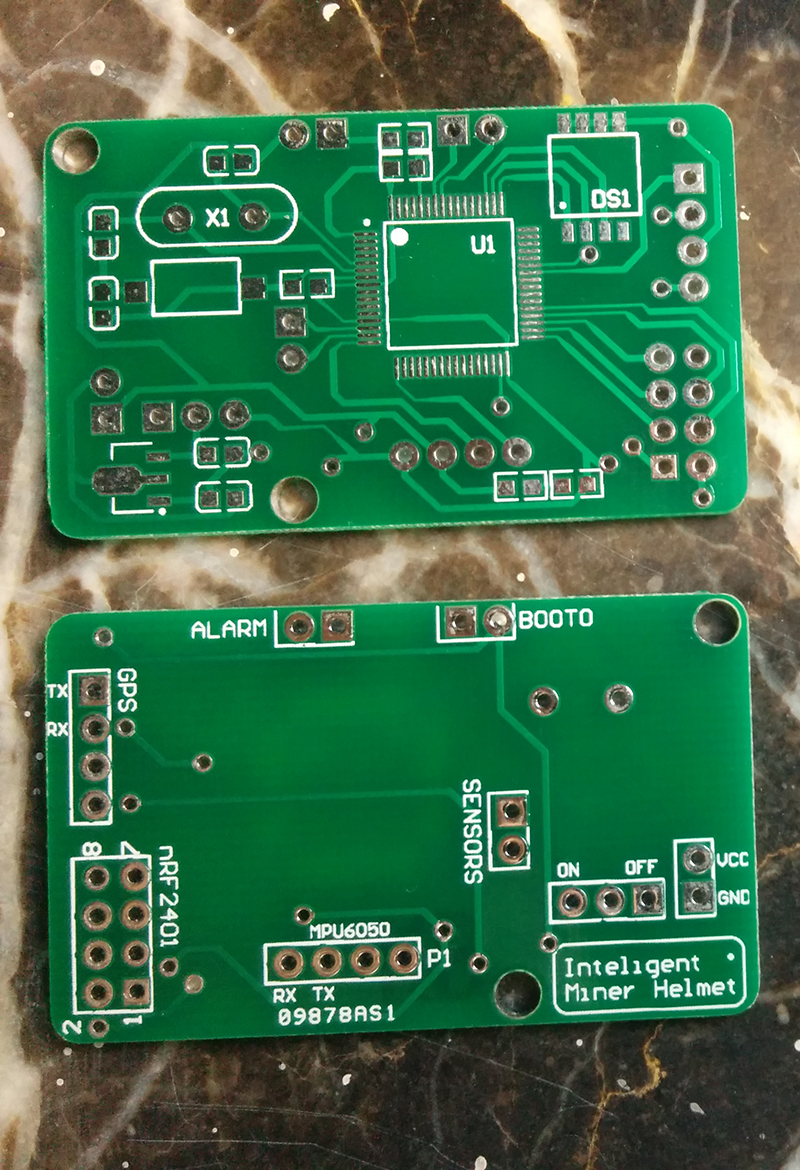 X1
U1
DS1
ALARM
BOOT0
GPS
TX
RX
SENSORS
8
7
nRF2401
2
1
ON OFF
VCC
GND
MPU6050
P1
RX TX
09878AS1
Inteligent
Miner Helmet